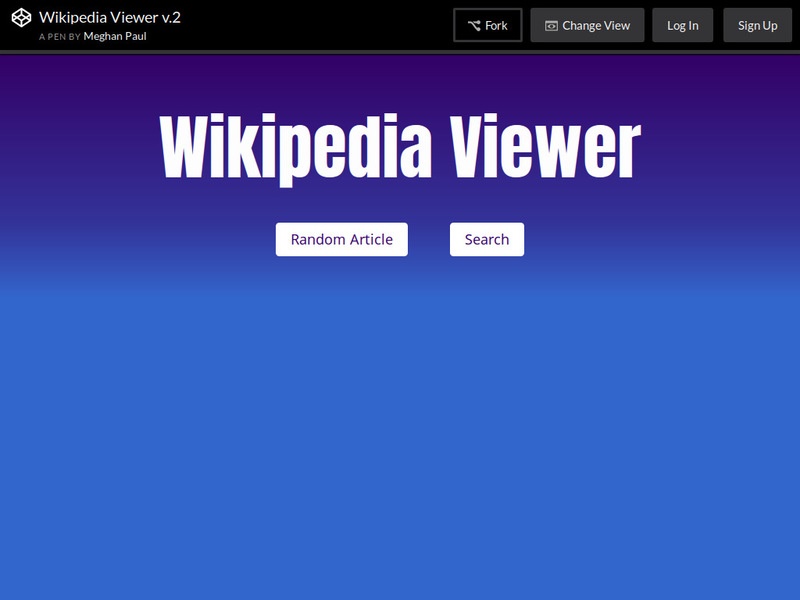 Wikipedia Viewer v.2
A PEN BY Meghan Paul
Fork
Change View
Log In
Sign Up
Wikipedia Viewer
Random Article
Search